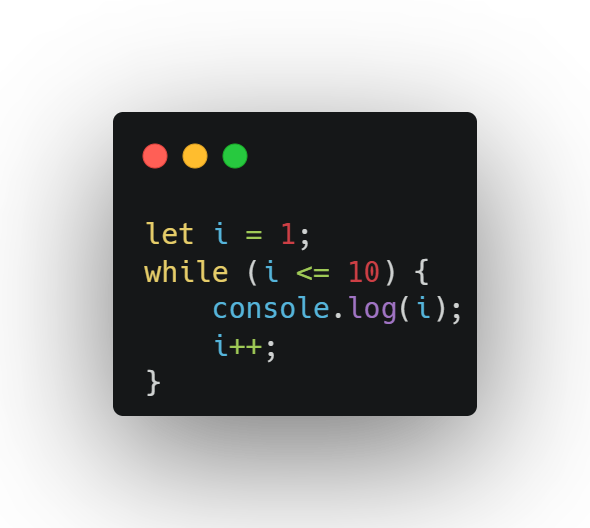 let i = 1;
while (i <= 10) {
    console.log(i);
    i++;
}